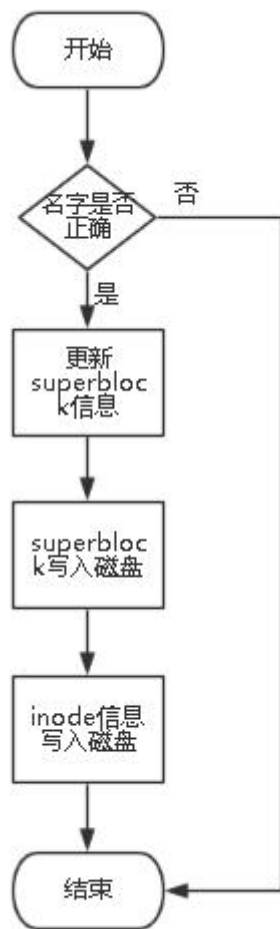 开始
名字是否
正确
否
是
更新
superbloc
k信息
superbloc
k写入磁盘
inode信息
写入磁盘
结束